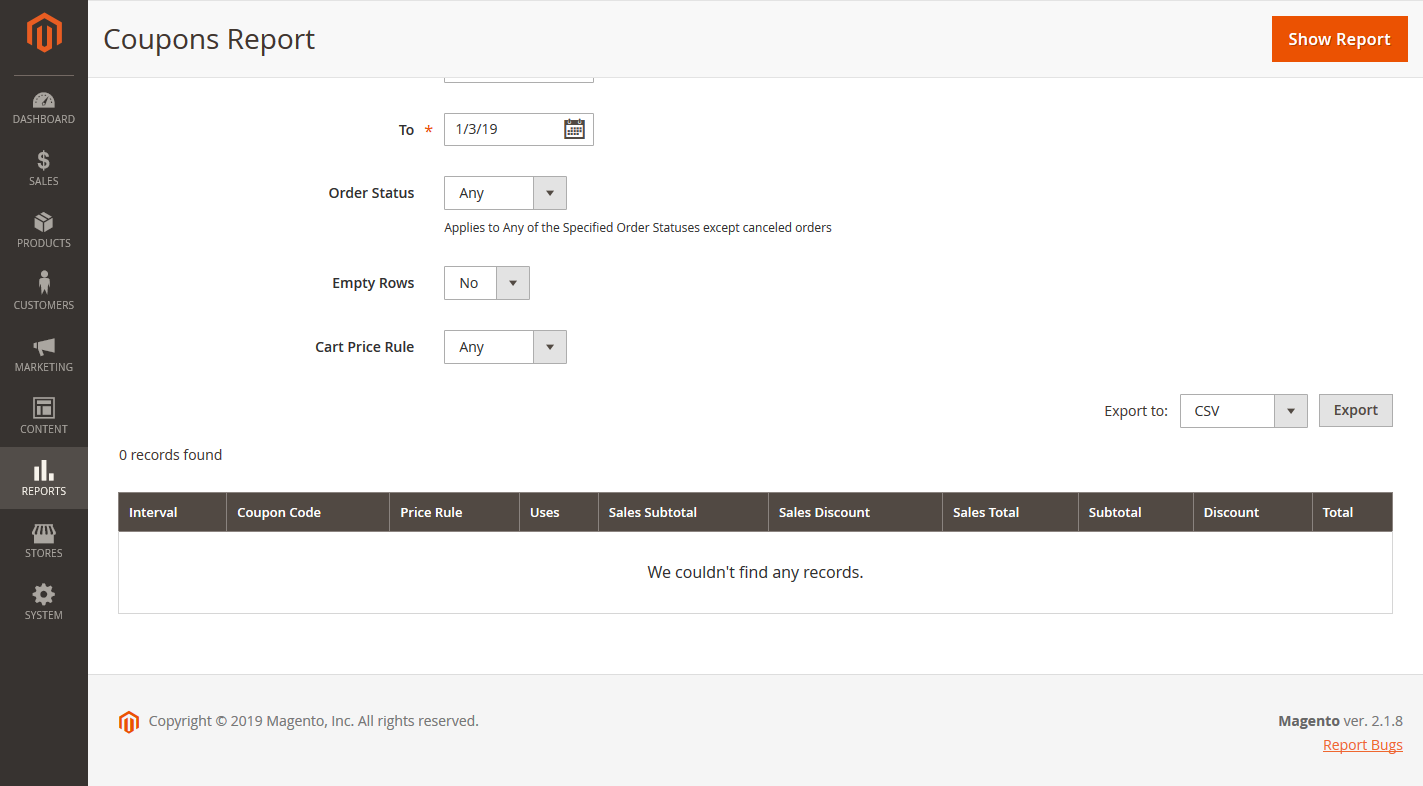 Coupons Report
Show Report
DASHBOARD
SALES
PRODUCTS
CUSTOMERS
MARKETING
CONTENT
REPORTS
STORES
SYSTEM
To * 1/3/19
Order Status Any
Applies to Any of the Specified Order Statuses except canceled orders
Empty Rows No
Cart Price Rule Any
Export to: CSV Export
0 records found
Interval Coupon Code Price Rule Uses Sales Subtotal Sales Discount Sales Total Subtotal Discount Total
We couldn't find any records.
Copyright © 2019 Magento, Inc. All rights reserved.
Magento ver. 2.1.8
Report Bugs